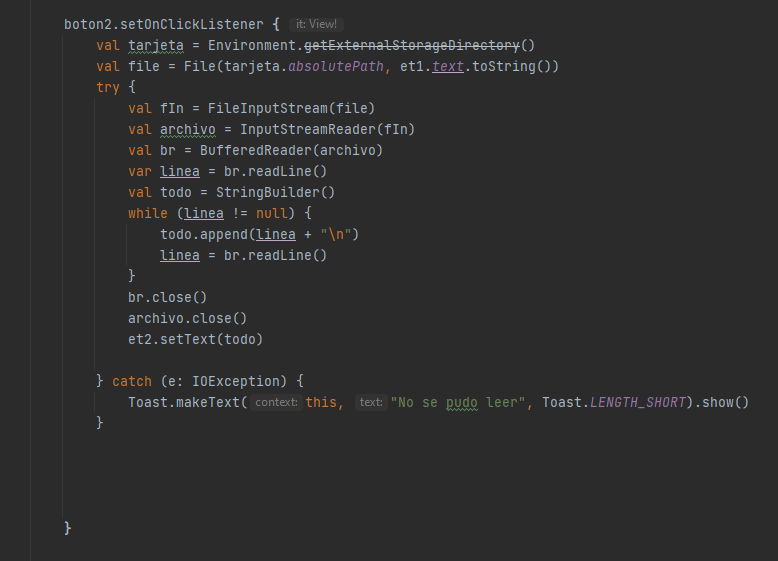 boton2.setOnClickListener { it: View!
val tarjeta = Environment.getExternalStorageDirectory()
val file = File(tarjeta.absolutePath, et1.text.toString())
try {
val fIn = FileInputStream(file)
val archivo = InputStreamReader(fIn)
val br = BufferedReader(archivo)
var linea = br.readLine()
val todo = StringBuilder()
while (linea != null) {
todo.append(linea + "\n")
linea = br.readLine()
}
br.close()
archivo.close()
et2.setText(todo)
} catch (e: IOException) {
Toast.makeText( context: this, text: "No se pudo leer", Toast.LENGTH_SHORT).show()
}
}